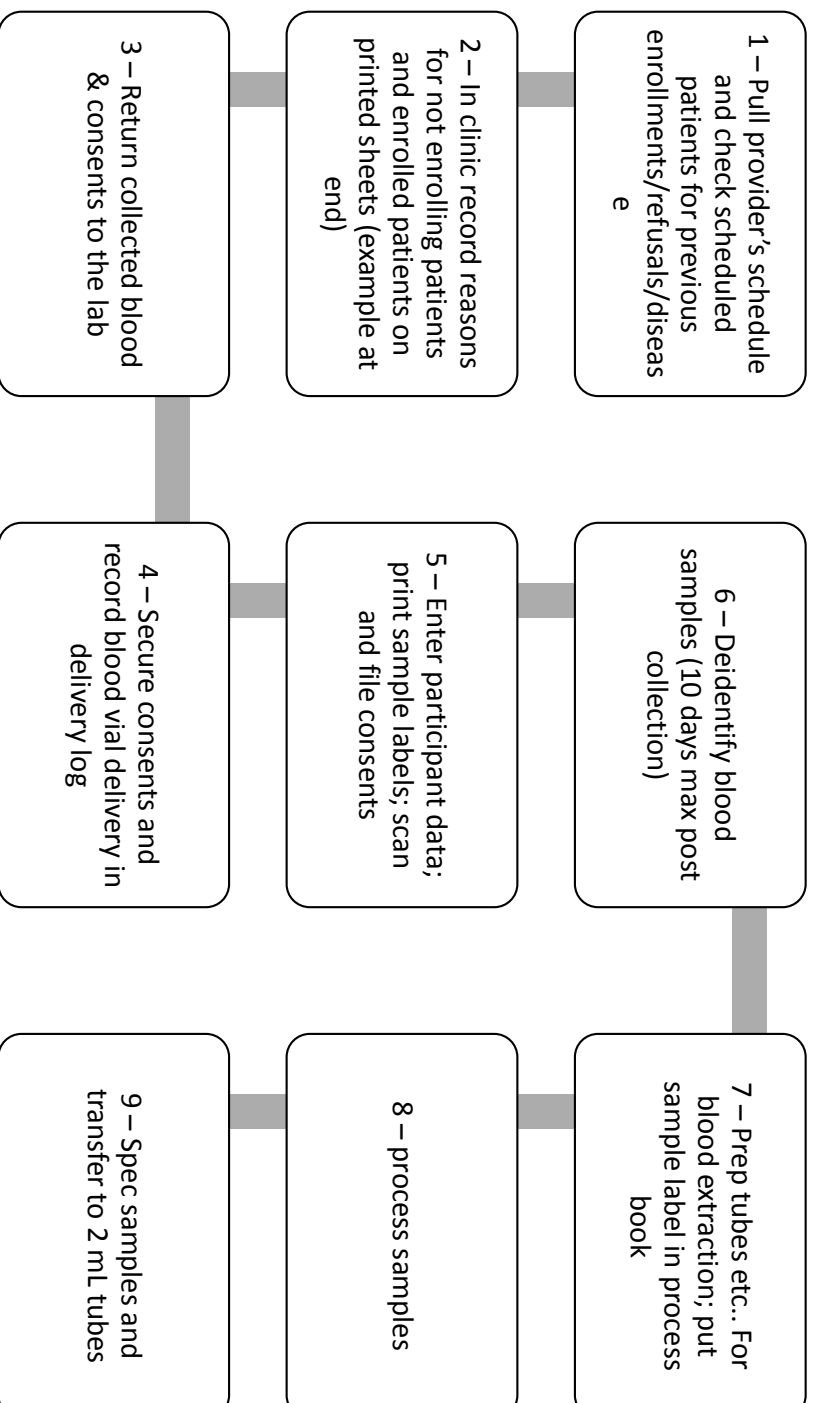 1 – Pull provider’s schedule
and check scheduled
patients for previous
enrollments/refusals/diseas
e
2 – In clinic record reasons
for not enrolling patients
and enrolled patients on
printed sheets (example at
end)
3 – Return collected blood
& consents to the lab
4 – Secure consents and
record blood vial delivery in
delivery log
5 – Enter participant data;
print sample labels; scan
and file consents
6 – Deidentify blood
samples (10 days max post
collection)
7 – Prep tubes etc.. For
blood extraction; put
sample label in process
book
8 – process samples
9 – Spec samples and
transfer to 2 mL tubes